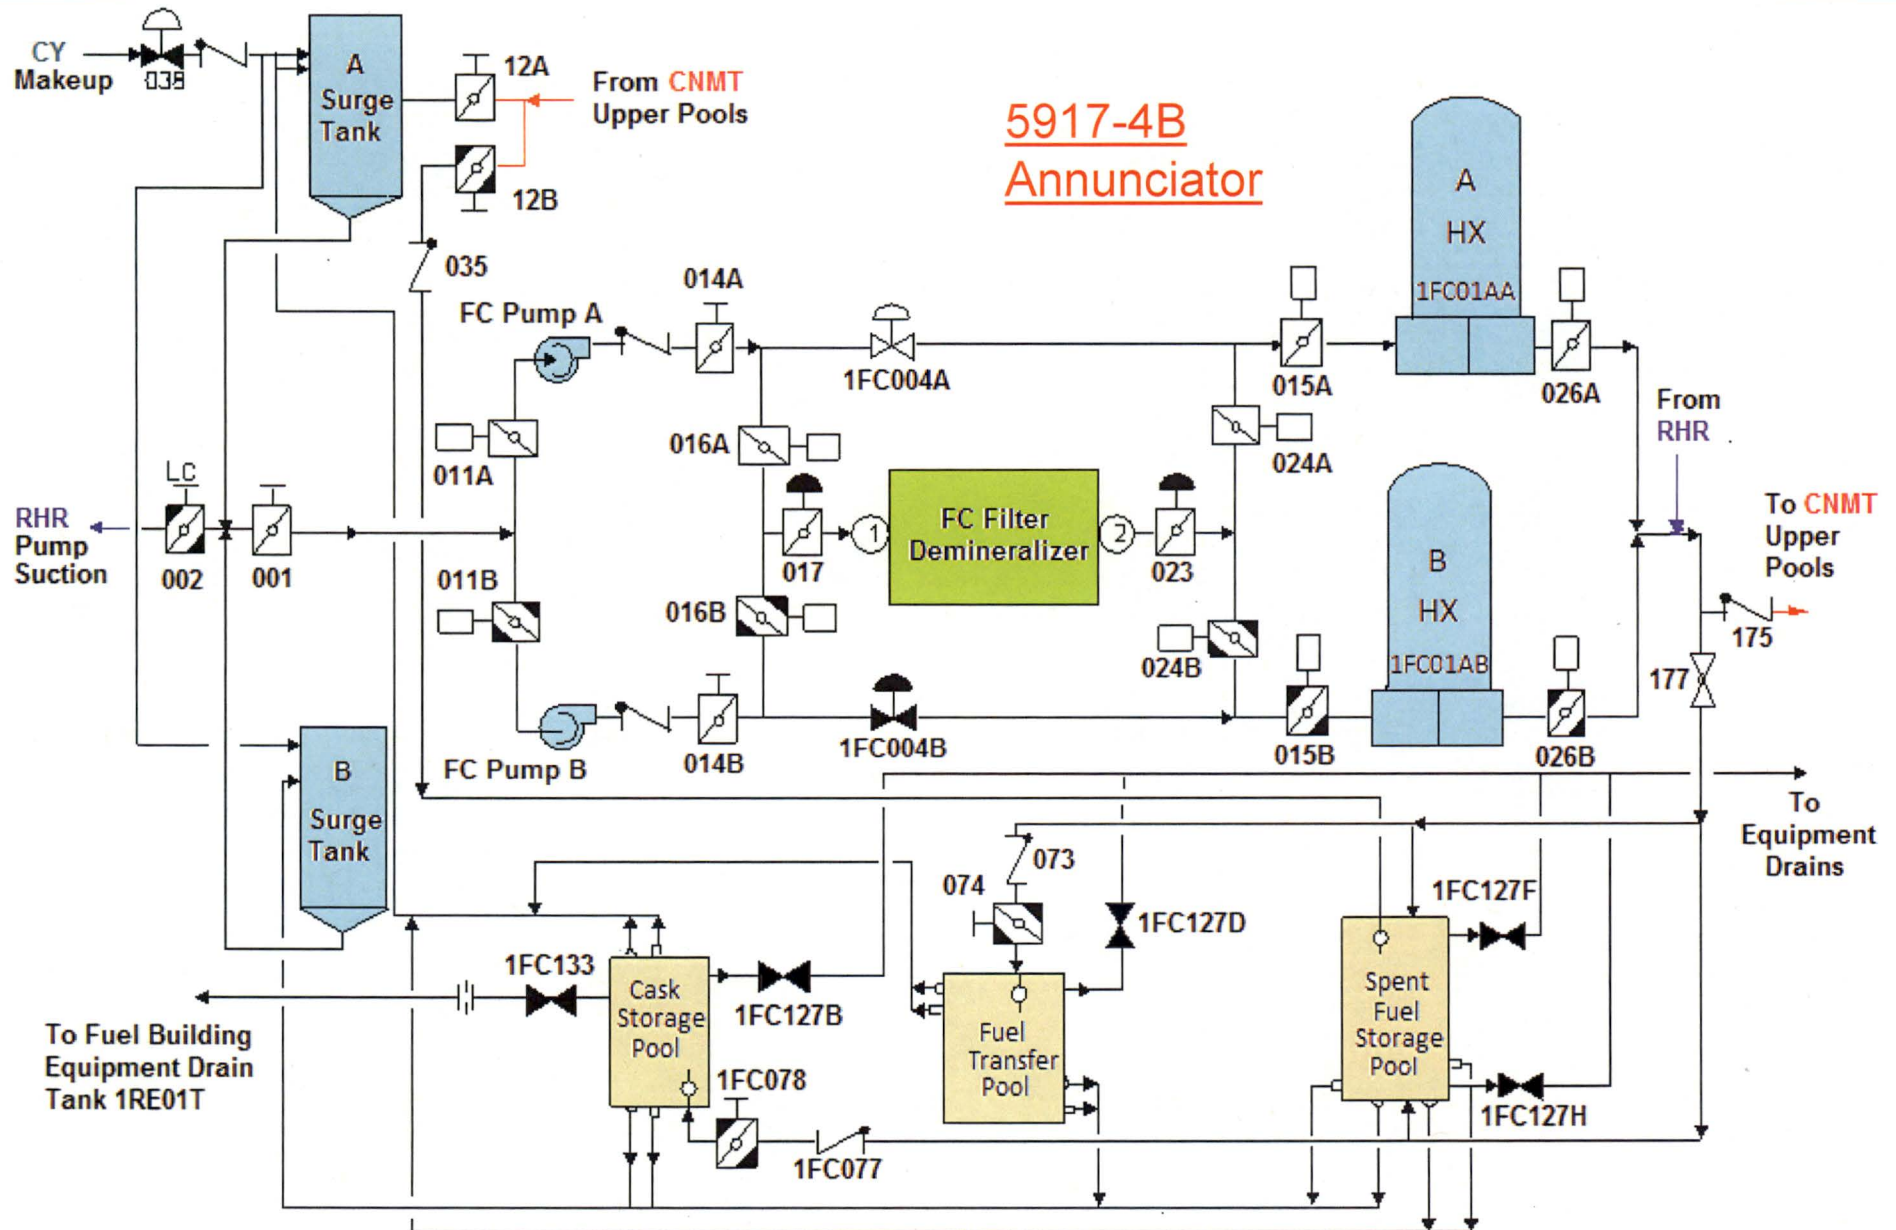 CY
Makeup
038
A
Surge
Tank
12A
From CNMT
Upper Pools
12B
5917-4B
Annunciator
A
HX
1FC01AA
035
014A
FC Pump A
1FC004A
015A
026A
From
RHR
011A
016A
024A
LC
RHR
Pump
Suction
002
001
1
FC Filter
Demineralizer
2
017
023
To CNMT
Upper
Pools
011B
016B
024B
B
HX
1FC01AB
175
177
FC Pump B
014B
1FC004B
015B
026B
B
Surge
Tank
To
Equipment
Drains
073
074
1FC127D
1FC127F
1FC133
Cask
Storage
Pool
1FC127B
Fuel
Transfer
Pool
Spent
Fuel
Storage
Pool
To Fuel Building
Equipment Drain
Tank 1RE01T
1FC078
1FC077
1FC127H